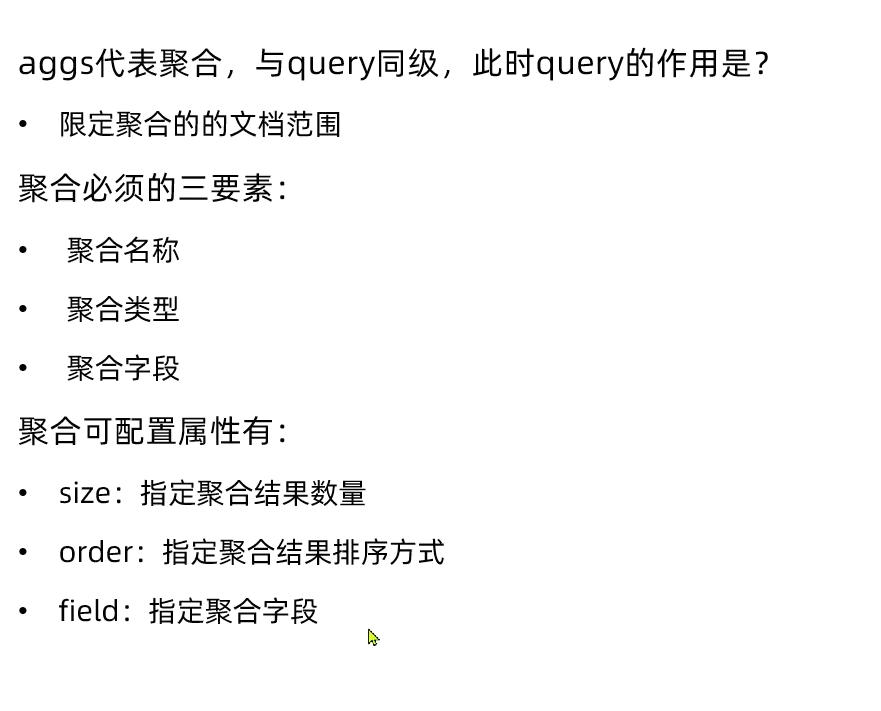 aggs代表聚合，与query同级，此时query的作用是？
• 限定聚合的的文档范围
聚合必须的三要素：
• 聚合名称
• 聚合类型
• 聚合字段
聚合可配置属性有：
• size：指定聚合结果数量
• order：指定聚合结果排序方式
• field：指定聚合字段